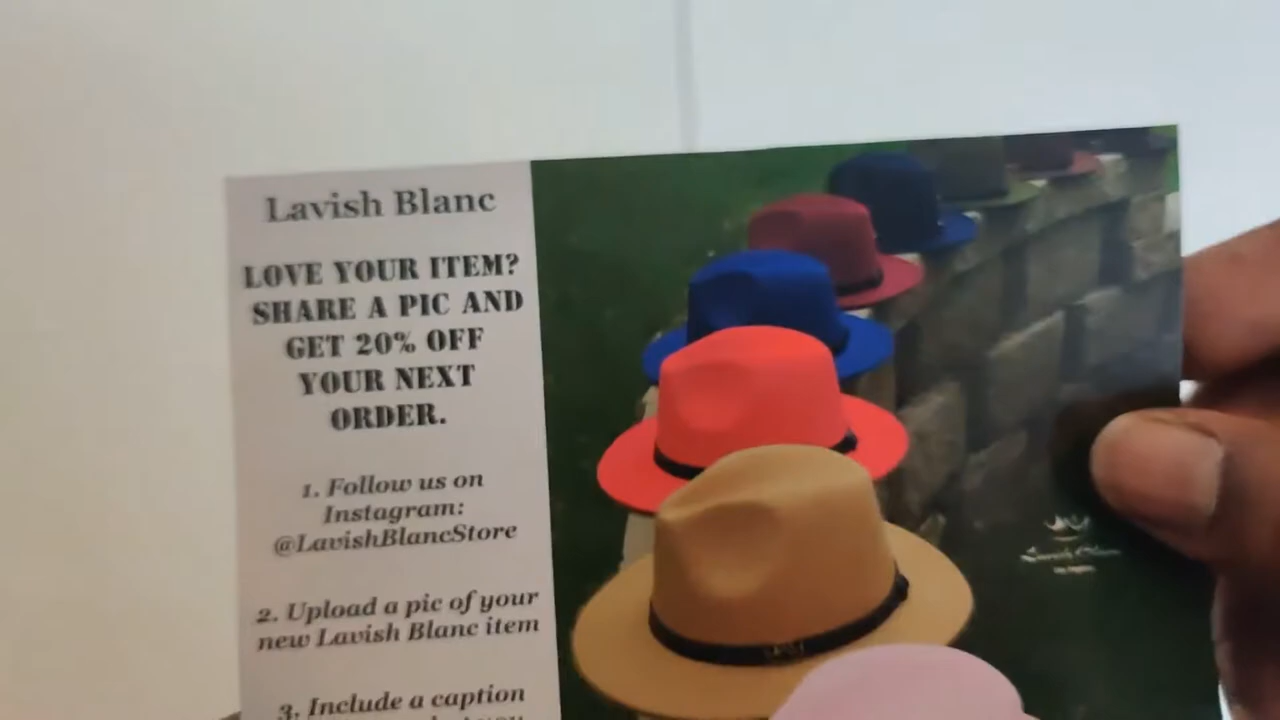 Lavish Blanc
LOVE YOUR ITEM?
SHARE A PIC AND
GET 20% OFF
YOUR NEXT
ORDER.
1. Follow us on
Instagram:
@LavishBlancStore
2. Upload a pic of your
new Lavish Blanc item
3. Include a caption